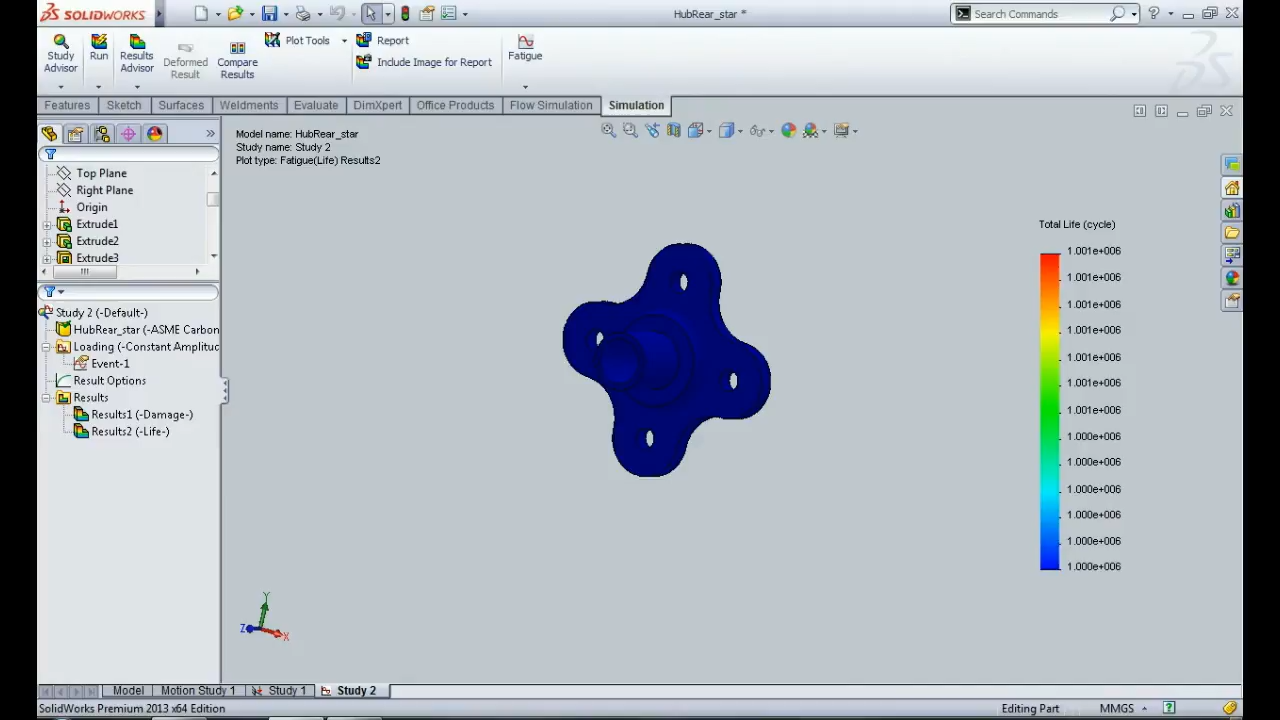 SOLIDWORKS
HubRear_star *
Search Commands
Study Advisor
Run
Results Advisor
Deformed Result
Compare Results
Plot Tools
Report
Include Image for Report
Fatigue
Features
Sketch
Surfaces
Weldments
Evaluate
DimXpert
Office Products
Flow Simulation
Simulation
Top Plane
Right Plane
Origin
Extrude1
Extrude2
Extrude3
Study 2 (-Default-)
HubRear_star (-ASME Carbon
Loading (-Constant Amplituc
Event-1
Result Options
Results
Results1 (-Damage-)
Results2 (-Life-)
Model name: HubRear_star
Study name: Study 2
Plot type: Fatigue(Life) Results2
Total Life (cycle)
1.001e+006
1.001e+006
1.001e+006
1.001e+006
1.001e+006
1.001e+006
1.001e+006
1.000e+006
1.000e+006
1.000e+006
1.000e+006
1.000e+006
1.000e+006
Y
Z
X
Model
Motion Study 1
Study 1
Study 2
SolidWorks Premium 2013 x64 Edition
Editing Part
MMGS